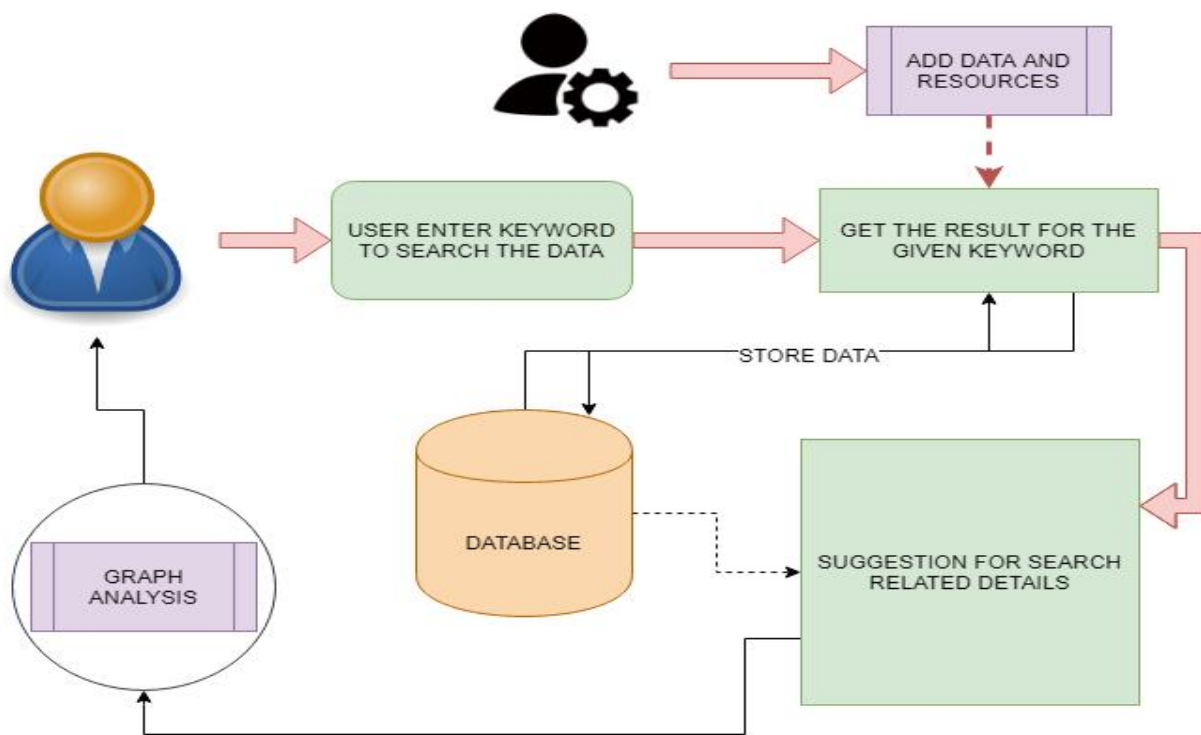 ADD DATA AND
RESOURCES
USER ENTER KEYWORD
TO SEARCH THE DATA
GET THE RESULT FOR THE
GIVEN KEYWORD
STORE DATA
DATABASE
SUGGESTION FOR SEARCH
RELATED DETAILS
GRAPH
ANALYSIS